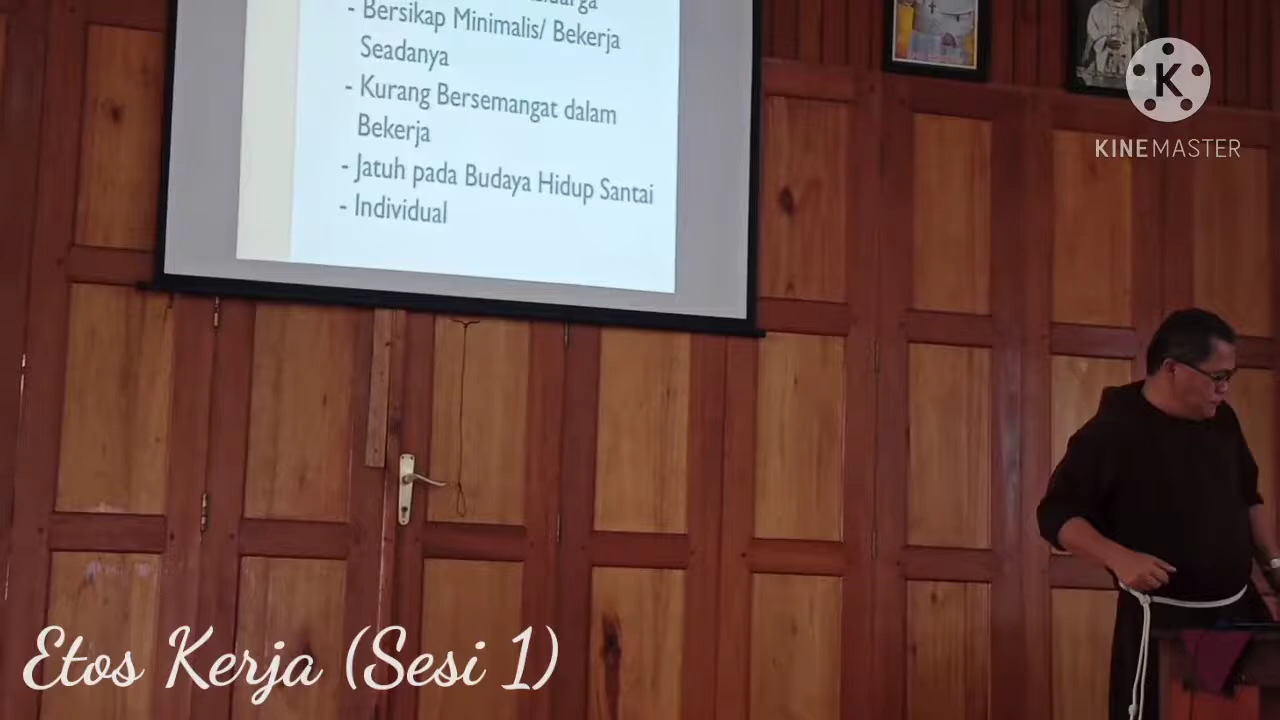 - Bersikap Minimalis/ Bekerja
Seadanya
- Kurang Bersemangat dalam
Bekerja
- Jatuh pada Budaya Hidup Santai
- Individual
K
KINEMASTER
Etos Kerja (Sesi 1)